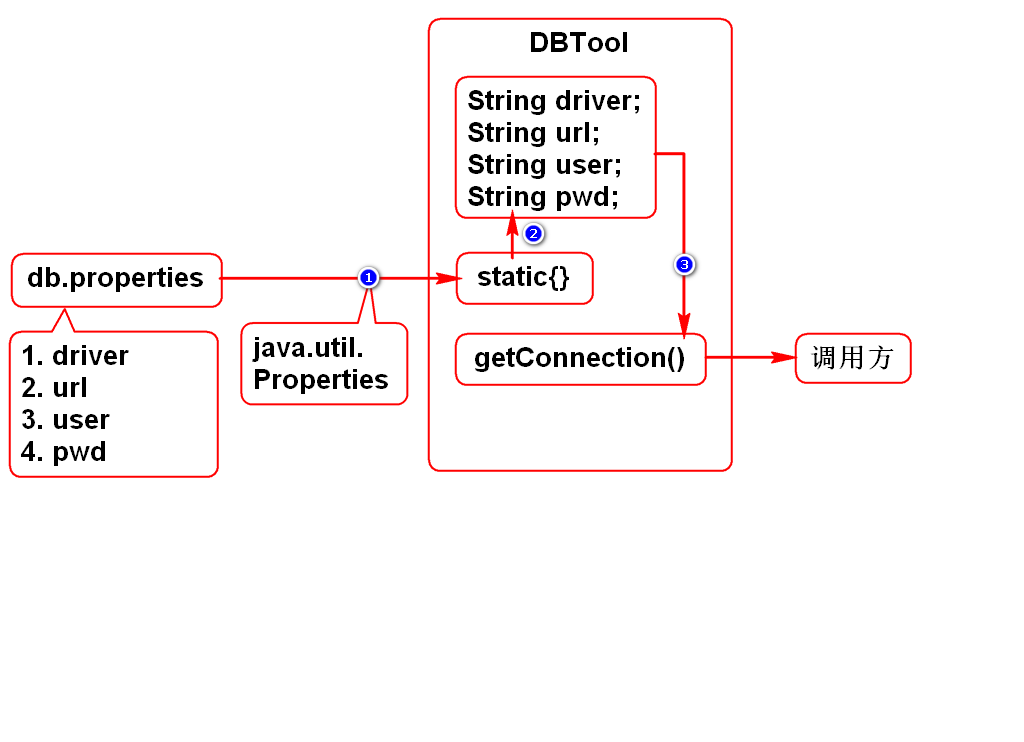 DBTool
String driver;
String url;
String user;
String pwd;
2
db.properties
1
static{}
3
1. driver
2. url
3. user
4. pwd
java.util.
Properties
getConnection()
调用方